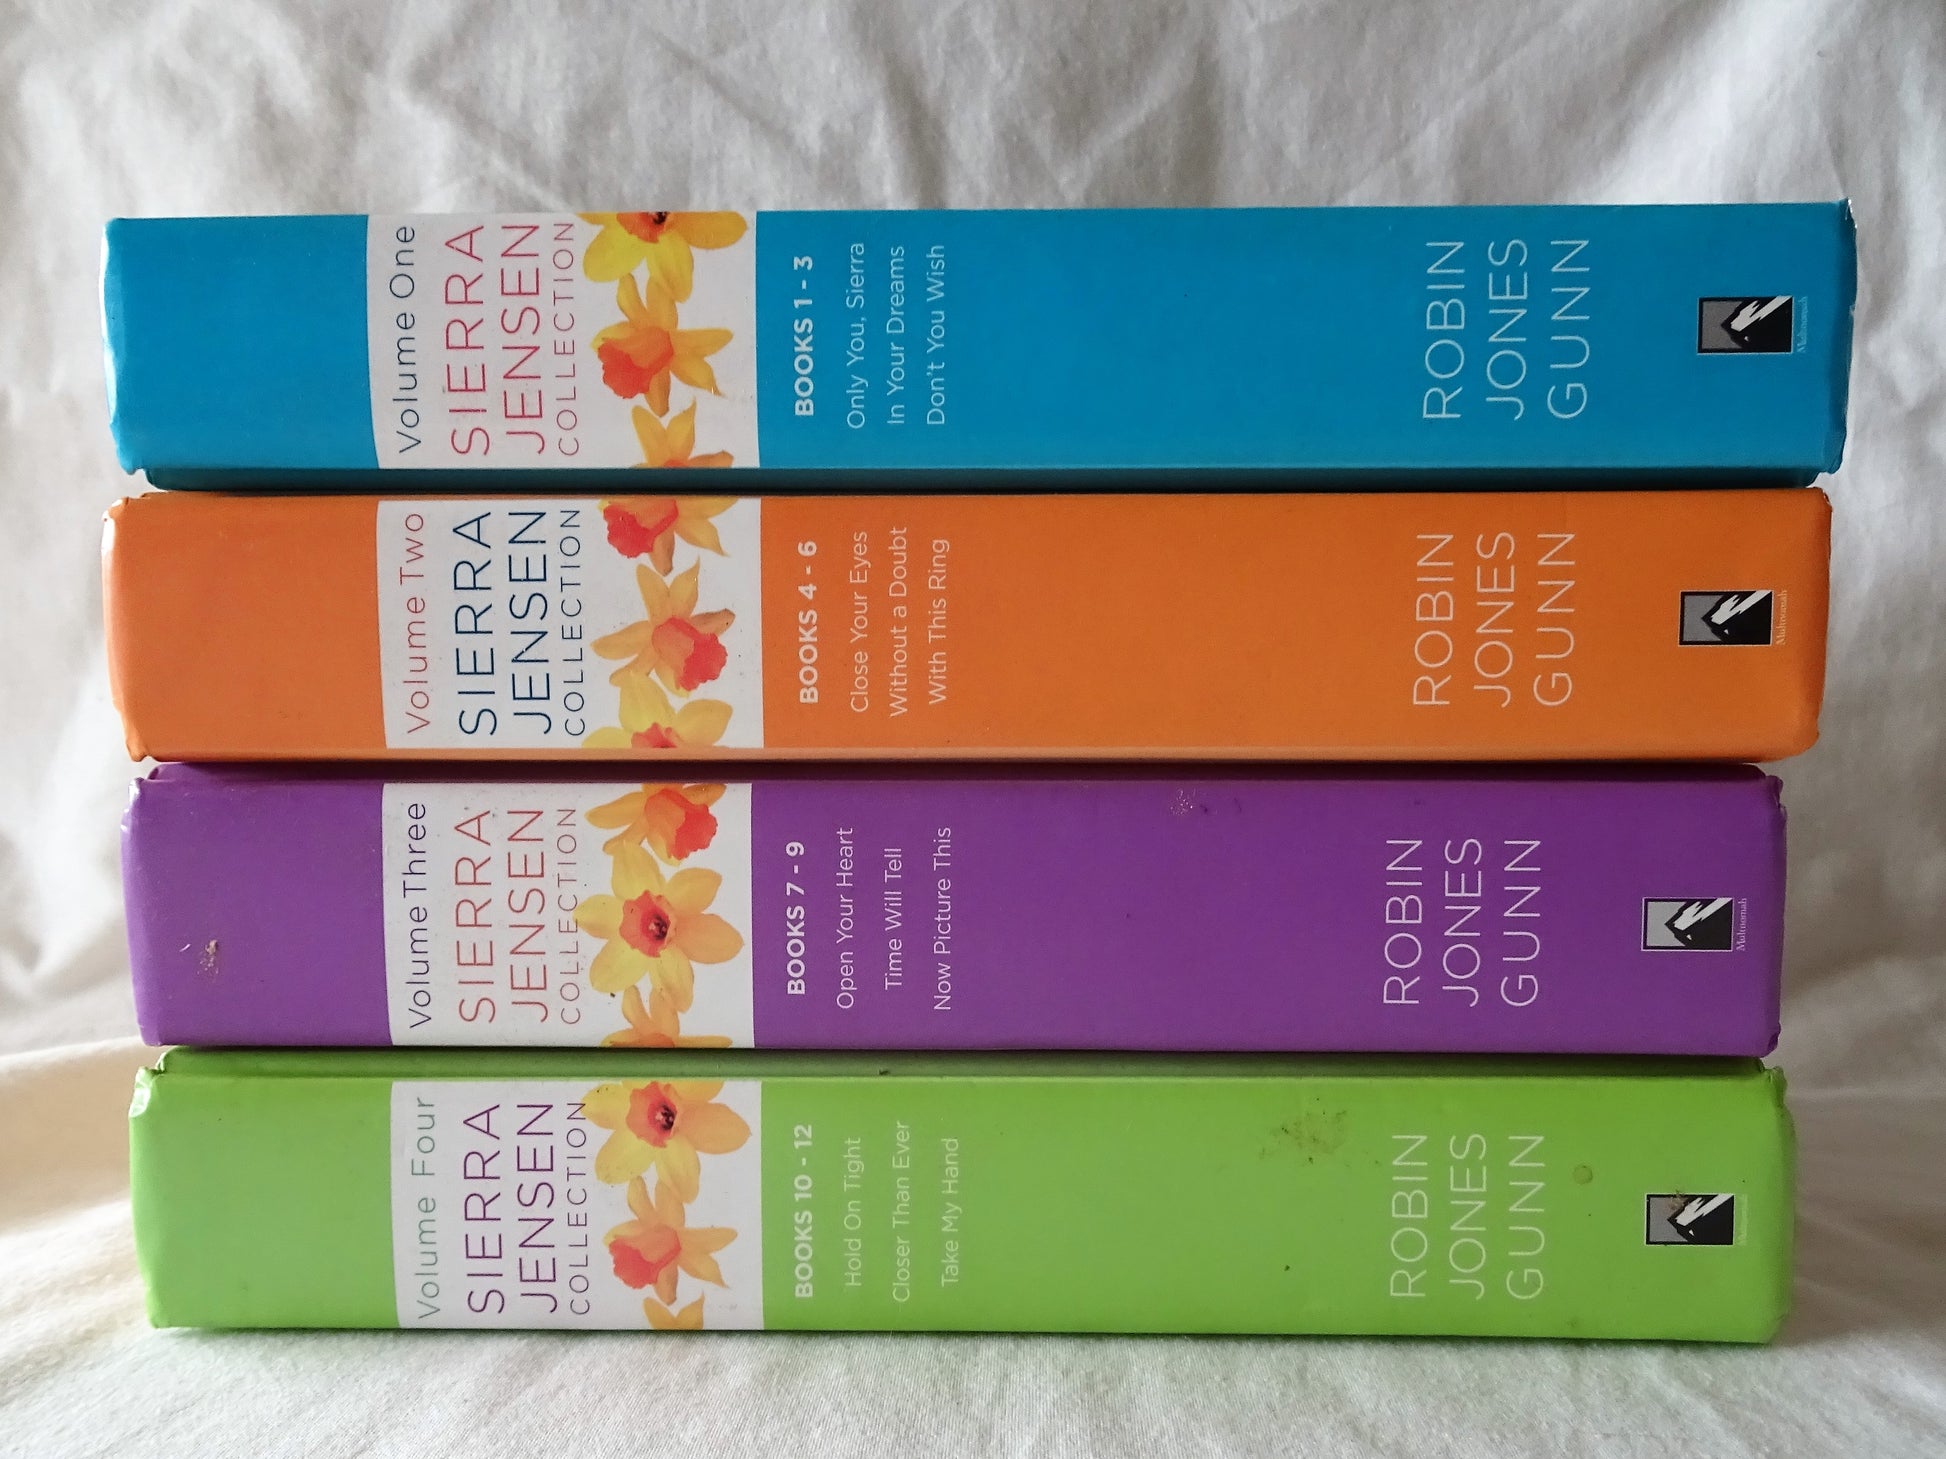 Volume One
SIERRA
JENSEN
COLLECTION
BOOKS 1 - 3
Only You, Sierra
In Your Dreams
Don't You Wish
ROBIN
JONES
GUNN
Multnomah
Volume Two
SIERRA
JENSEN
COLLECTION
BOOKS 4 - 6
Close Your Eyes
Without a Doubt
With This Ring
ROBIN
JONES
GUNN
Multnomah
Volume Three
SIERRA
JENSEN
COLLECTION
BOOKS 7 - 9
Open Your Heart
Time Will Tell
Now Picture This
ROBIN
JONES
GUNN
Multnomah
Volume Four
SIERRA
JENSEN
COLLECTION
BOOKS 10 - 12
Hold On Tight
Closer Than Ever
Take My Hand
ROBIN
JONES
GUNN
Multnomah